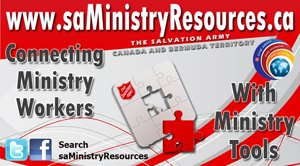 www.saMinistryResources.ca
THE SALVATION ARMY
CANADA AND BERMUDA TERRITORY
Connecting
Ministry
Workers
With
Ministry
Tools
Search
saMinistryResources